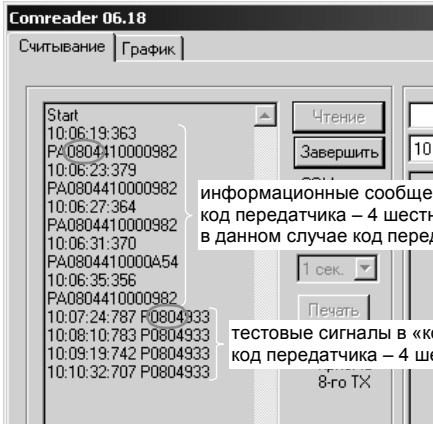 Comreader 06.18
Считывание График
Start
10:06:19:363
PA0804410000982
10:06:23:379
PA0804410000982
10:06:27:364
PA0804410000982
10:06:31:370
PA0804410000A54
10:06:35:356
PA0804410000982
10:07:24:787 P0804933
10:08:10:783 P0804933
10:09:19:742 P0804933
10:10:32:707 P0804933
Чтение
Завершить
10
информационные сообще
код передатчика – 4 шестн
в данном случае код перед
1 сек.
Печать
тестовые сигналы в «ко
код передатчика – 4 ше
8-го TX